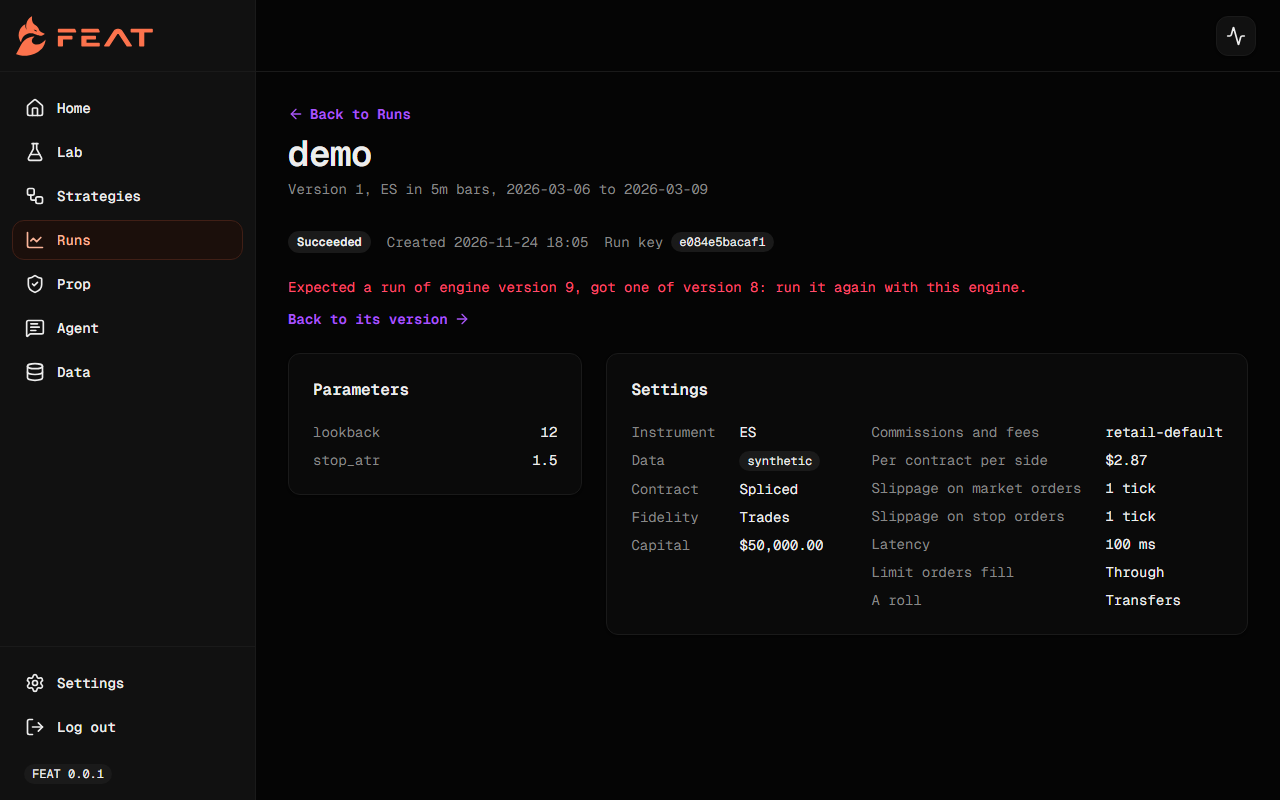 FEAT
Home
Lab
Strategies
Runs
Prop
Agent
Data
Settings
Log out
FEAT 0.0.1
← Back to Runs
demo
Version 1, ES in 5m bars, 2026-03-06 to 2026-03-09
Succeeded Created 2026-11-24 18:05 Run key e084e5bacaf1
Expected a run of engine version 9, got one of version 8: run it again with this engine.
Back to its version →
Parameters
lookback 12
stop_atr 1.5
Settings
Instrument ES
Data synthetic
Contract Spliced
Fidelity Trades
Capital $50,000.00
Commissions and fees retail-default
Per contract per side $2.87
Slippage on market orders 1 tick
Slippage on stop orders 1 tick
Latency 100 ms
Limit orders fill Through
A roll Transfers